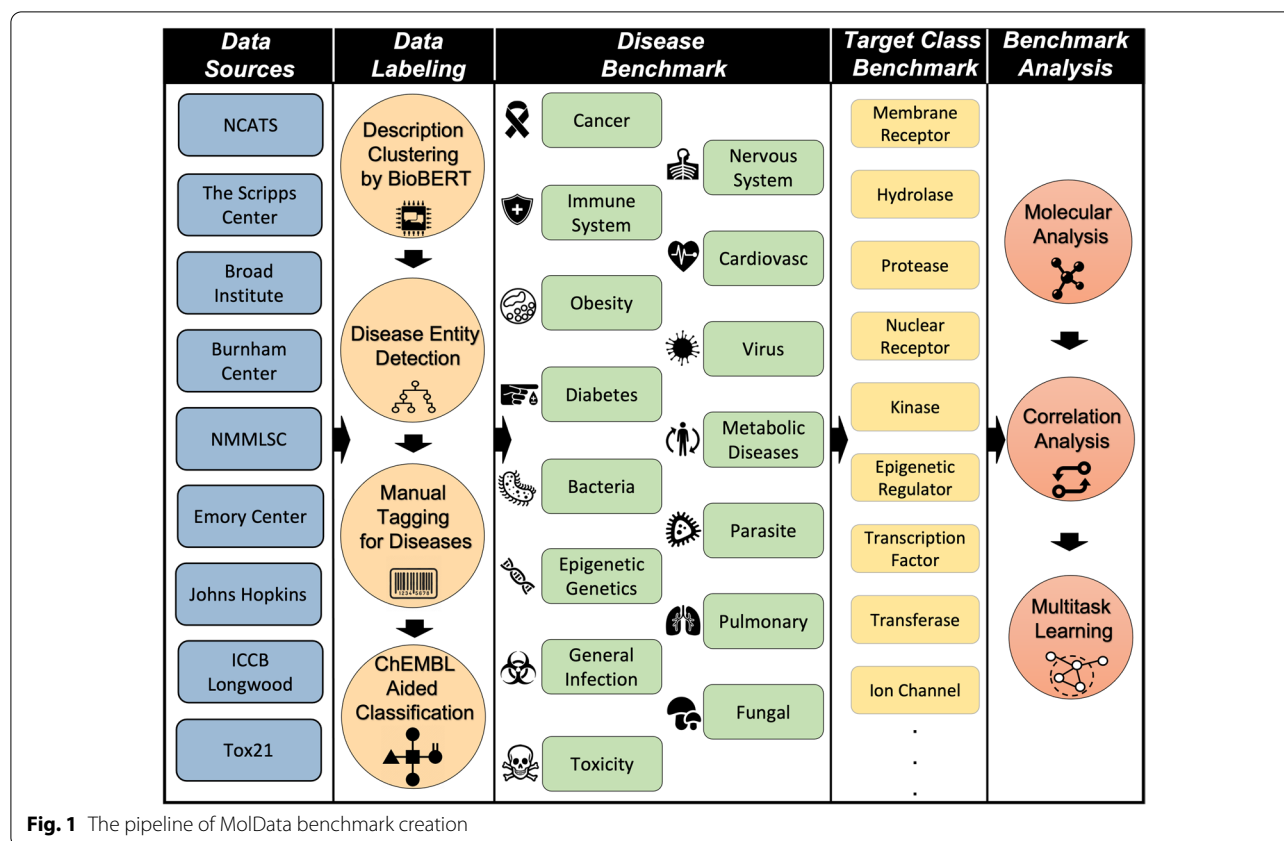 Data
Sources
Data
Labeling
Disease
Benchmark
Target Class
Benchmark
Benchmark
Analysis
NCATS
The Scripps
Center
Broad
Institute
Burnham
Center
NMMLSC
Emory Center
Johns Hopkins
ICCB
Longwood
Tox21
Description
Clustering
by BioBERT
Disease Entity
Detection
Manual
Tagging
for Diseases
1234 5678
ChEMBL
Aided
Classification
Cancer
Nervous
System
Immune
System
Cardiovasc
Obesity
Virus
Diabetes
Metabolic
Diseases
Bacteria
Parasite
Epigenetic
Genetics
Pulmonary
General
Infection
Fungal
Toxicity
Membrane
Receptor
Hydrolase
Protease
Nuclear
Receptor
Kinase
Epigenetic
Regulator
Transcription
Factor
Transferase
Ion Channel
.
.
.
Molecular
Analysis
Correlation
Analysis
Multitask
Learning
Fig. 1 The pipeline of MolData benchmark creation